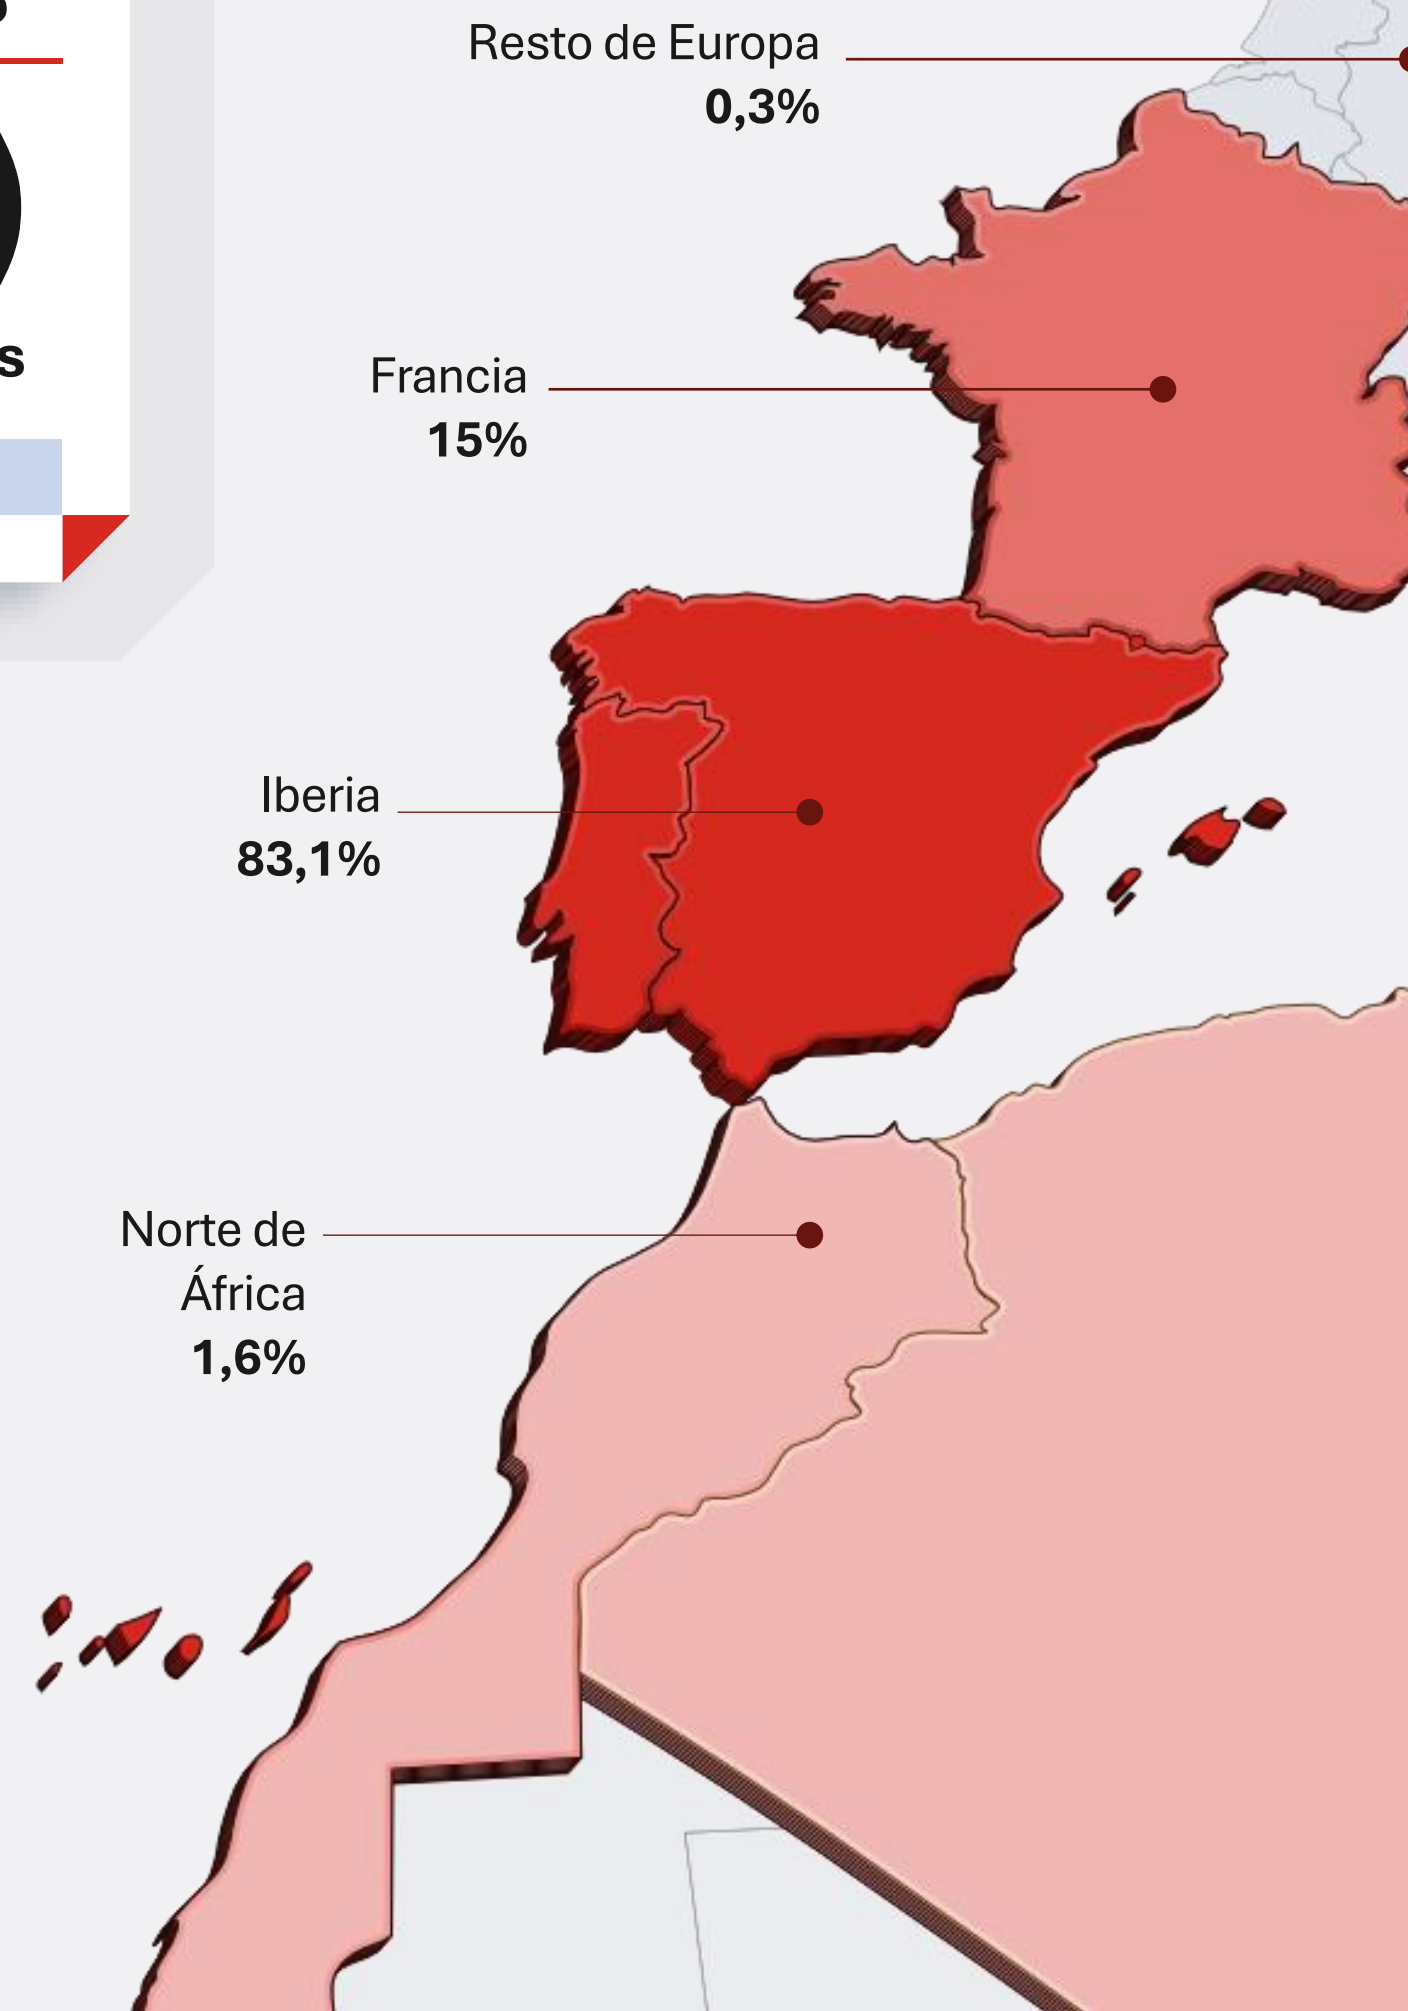 Resto de Europa
0,3%
s
Francia
15%
Iberia
83,1%
Norte de
África
1,6%